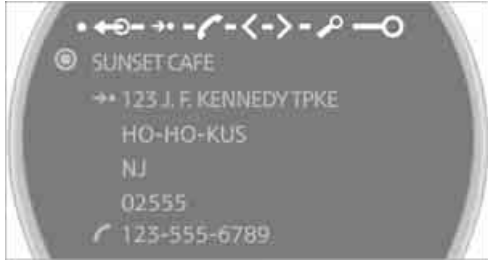 SUNSET CAFE
123 J. F. KENNEDY TPKE
HO-HO-KUS
NJ
02555
123-555-6789